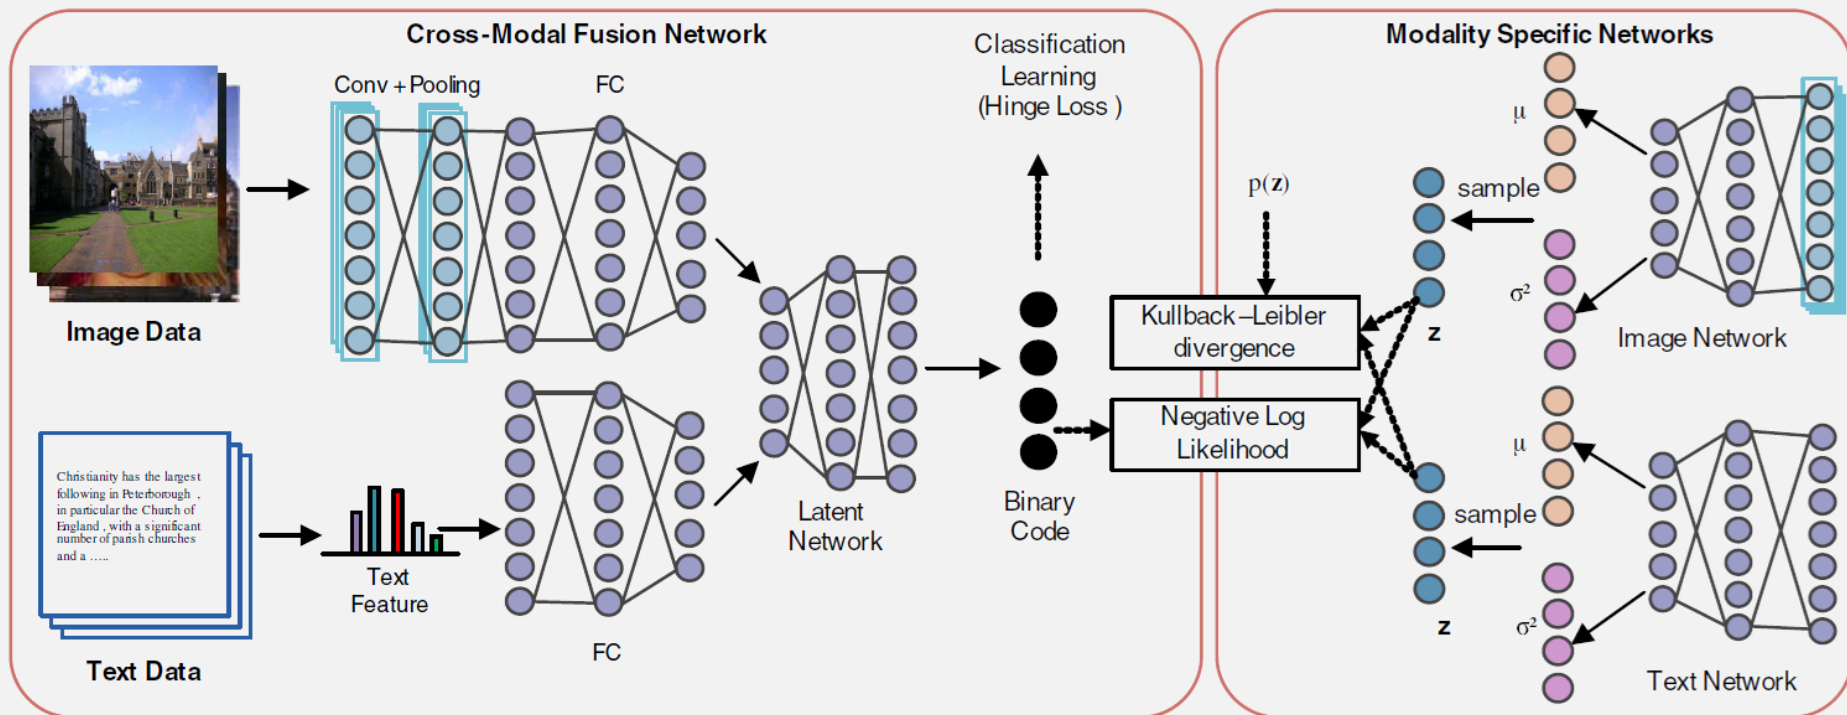 Cross-Modal Fusion Network
Conv + Pooling
FC
Image Data
Christianity has the largest
following in Peterborough ,
in particular the Church of
England , with a significant
number of parish churches
and a .....
Text Data
Text
Feature
FC
Latent
Network
Classification
Learning
(Hinge Loss )
Binary
Code
Modality Specific Networks
p(z)
Kullback–Leibler
divergence
Negative Log
Likelihood
sample
z
μ
σ²
Image Network
sample
z
μ
σ²
Text Network